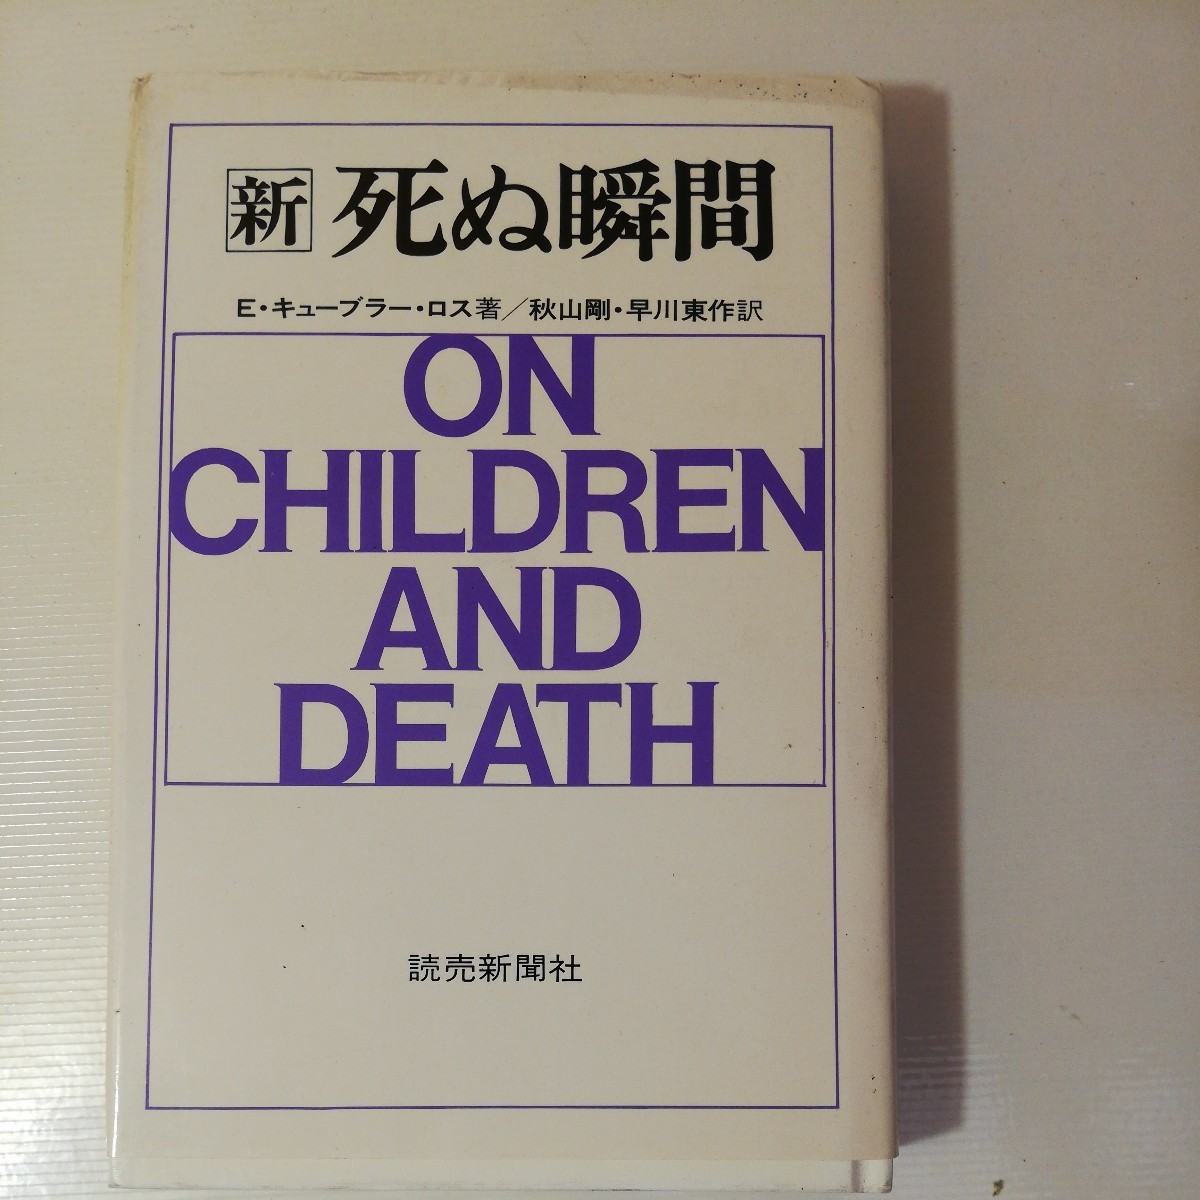 新 死ぬ瞬間
E・キューブラー・ロス著／秋山剛・早川東作訳
ON
CHILDREN
AND
DEATH
読売新聞社